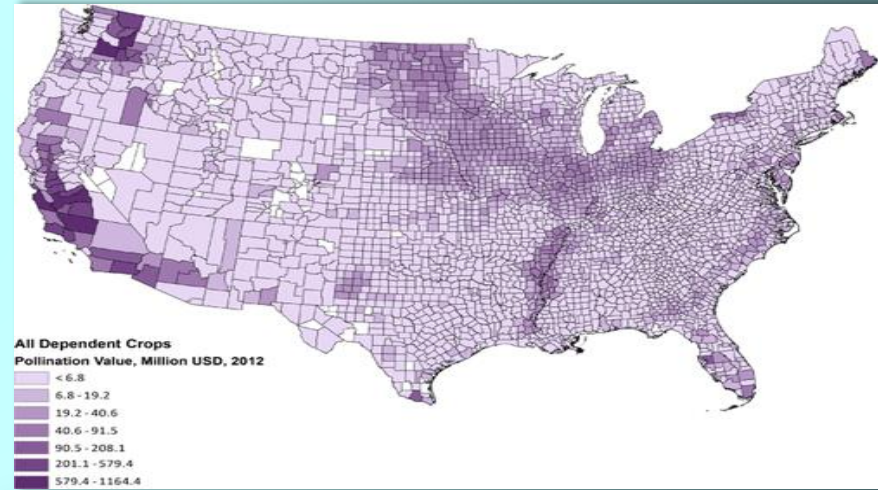 All Dependent Crops
Pollination Value, Million USD, 2012
< 6.8
6.8 - 19.2
19.2 - 40.6
40.6 - 91.5
90.5 - 208.1
201.1 - 579.4
579.4 - 1164.4